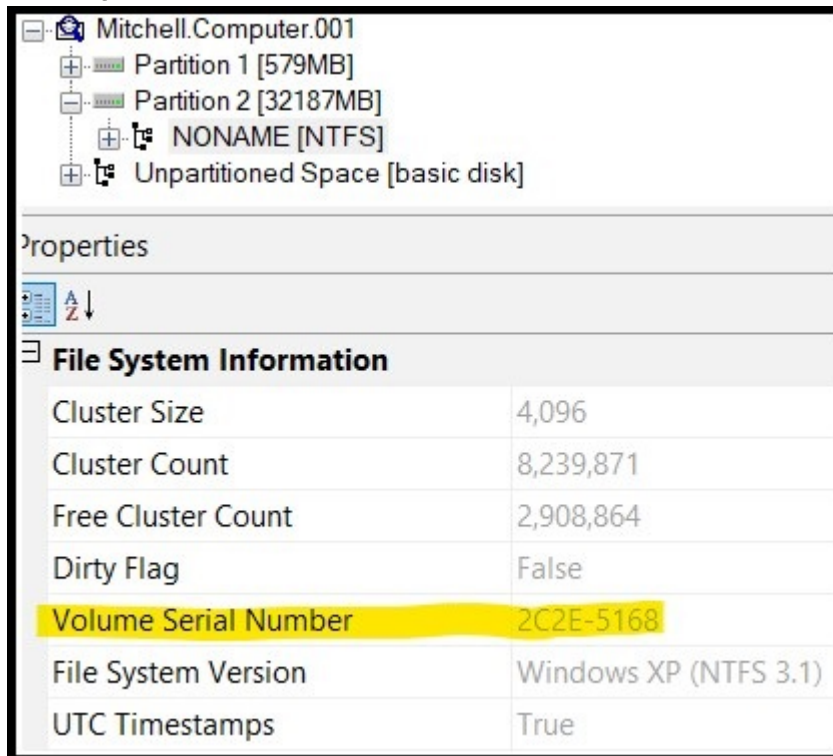 Mitchell.Computer.001
Partition 1 [579MB]
Partition 2 [32187MB]
NONAME [NTFS]
Unpartitioned Space [basic disk]
Properties
A
Z
File System Information
Cluster Size 4,096
Cluster Count 8,239,871
Free Cluster Count 2,908,864
Dirty Flag False
Volume Serial Number 2C2E-5168
File System Version Windows XP (NTFS 3.1)
UTC Timestamps True